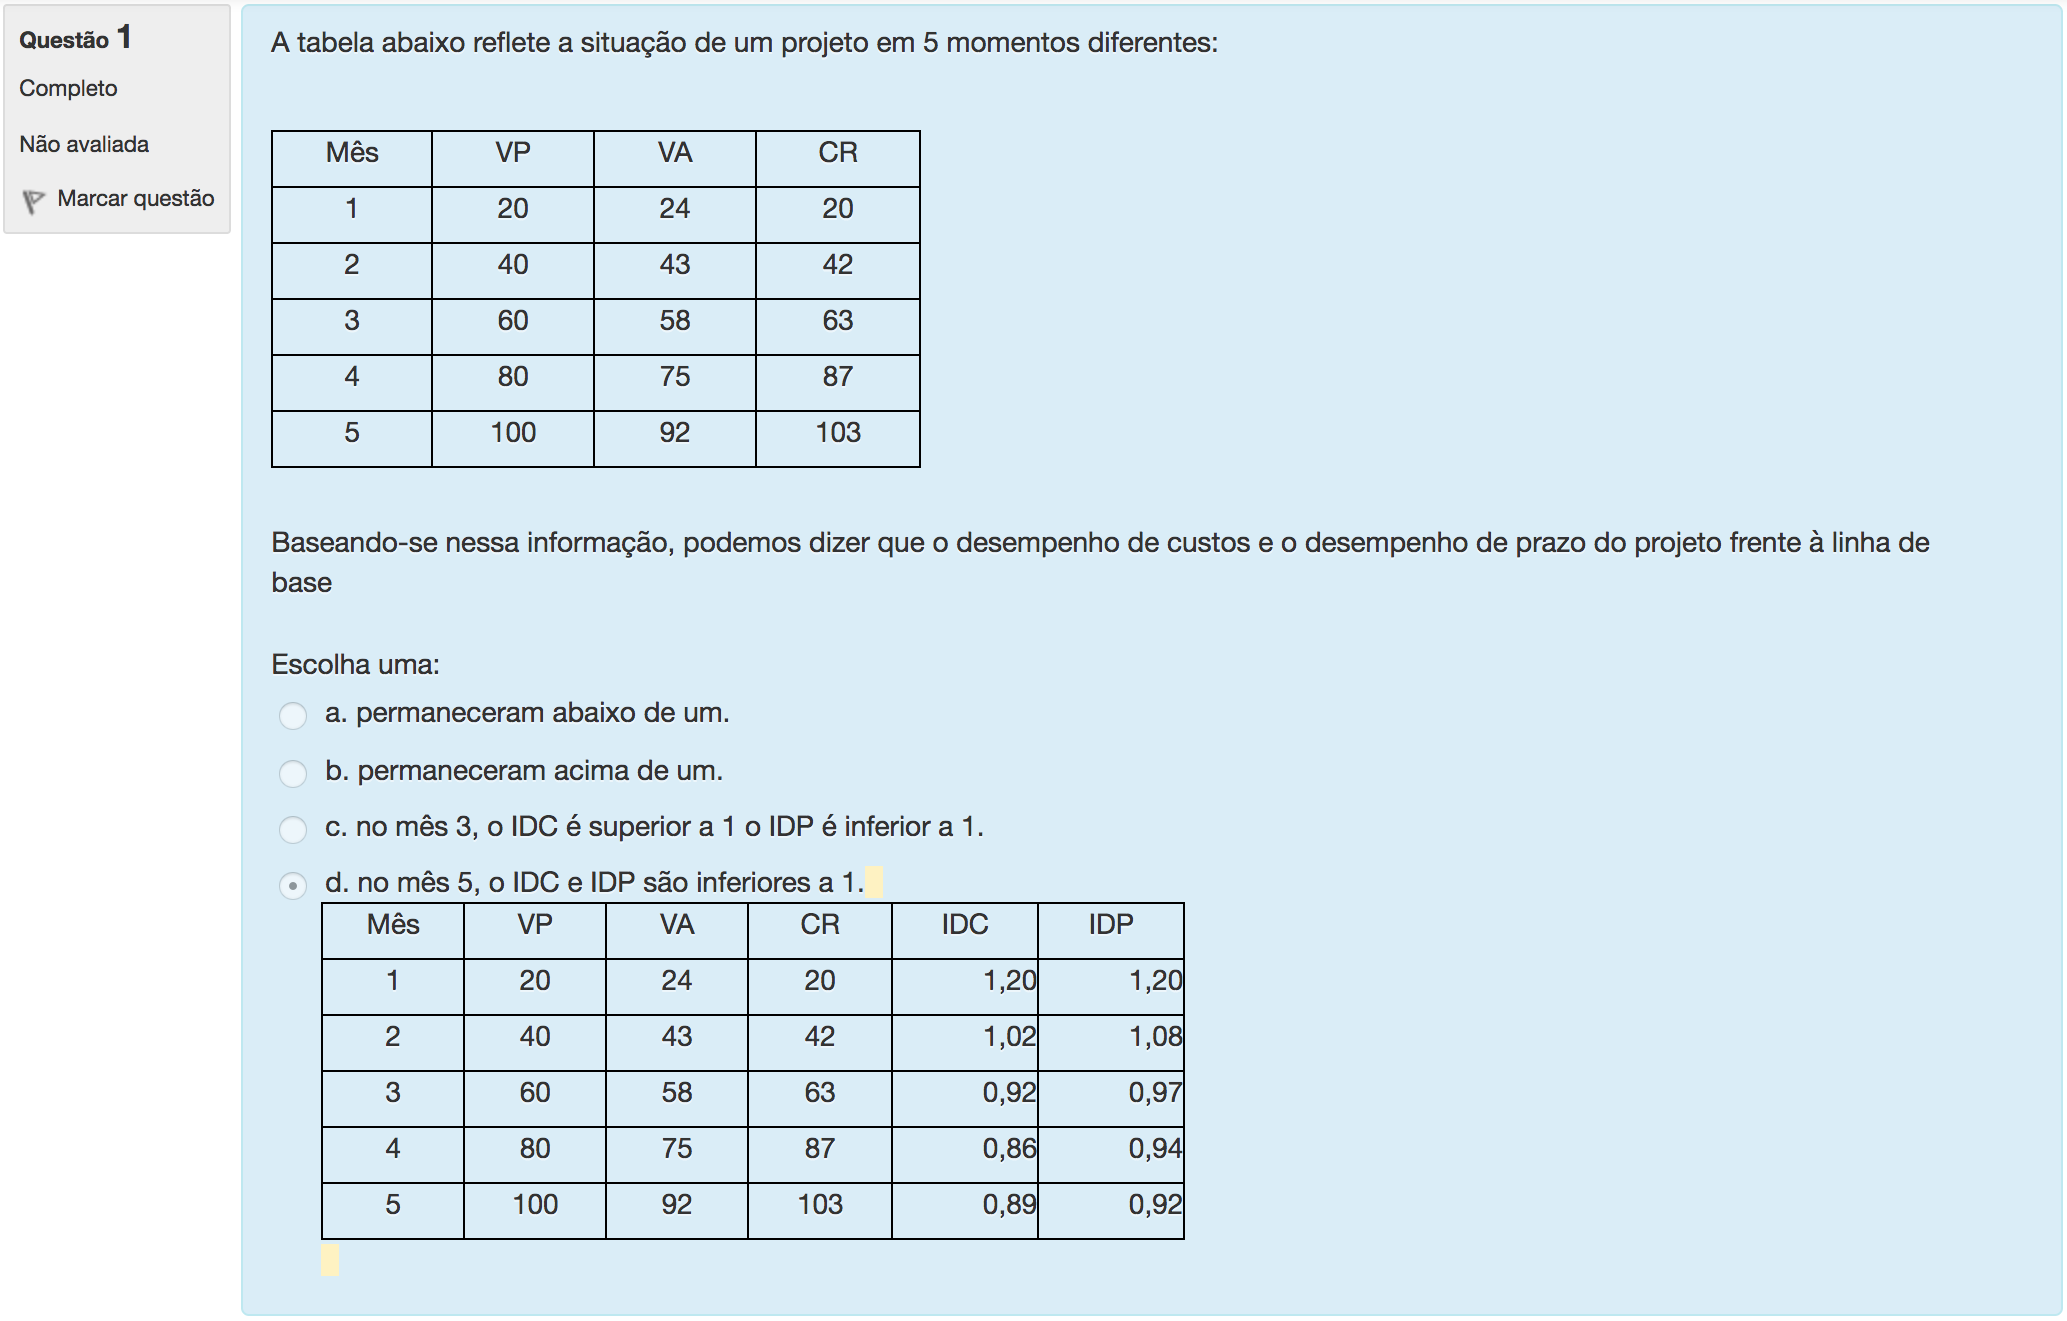 Questão 1
Completo
Não avaliada
Marcar questão
A tabela abaixo reflete a situação de um projeto em 5 momentos diferentes:
Mês VP VA CR
1 20 24 20
2 40 43 42
3 60 58 63
4 80 75 87
5 100 92 103
Baseando-se nessa informação, podemos dizer que o desempenho de custos e o desempenho de prazo do projeto frente à linha de
base
Escolha uma:
a. permaneceram abaixo de um.
b. permaneceram acima de um.
c. no mês 3, o IDC é superior a 1 o IDP é inferior a 1.
d. no mês 5, o IDC e IDP são inferiores a 1.
Mês VP VA CR IDC IDP
1 20 24 20 1,20 1,20
2 40 43 42 1,02 1,08
3 60 58 63 0,92 0,97
4 80 75 87 0,86 0,94
5 100 92 103 0,89 0,92